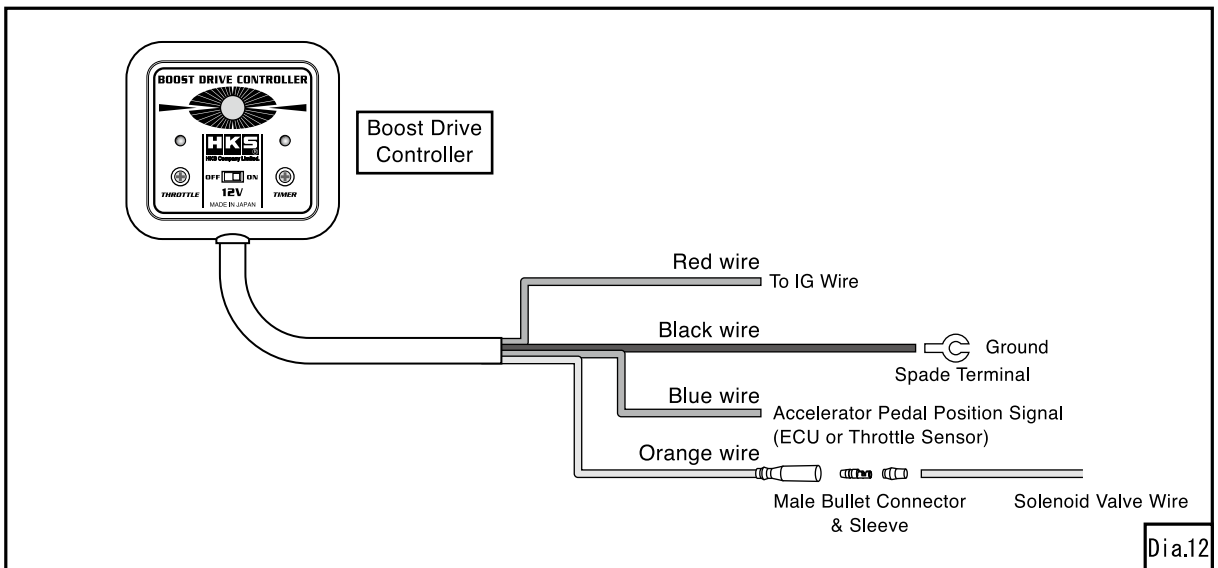 BOOST DRIVE CONTROLLER
HKS®
HKS Company Limited.
OFF ON
THROTTLE 12V TIMER
MADE IN JAPAN
Boost Drive
Controller
Red wire
To IG Wire
Black wire
Ground
Spade Terminal
Blue wire
Accelerator Pedal Position Signal
(ECU or Throttle Sensor)
Orange wire
Male Bullet Connector
& Sleeve
Solenoid Valve Wire
Dia.12